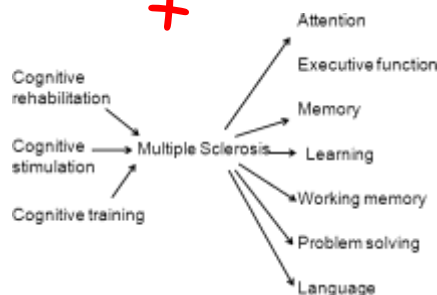 Attention
Executive function
Cognitive
rehabilitation
Memory
Cognitive
stimulation
Multiple Sclerosis
Learning
Working memory
Cognitive training
Problem solving
Language